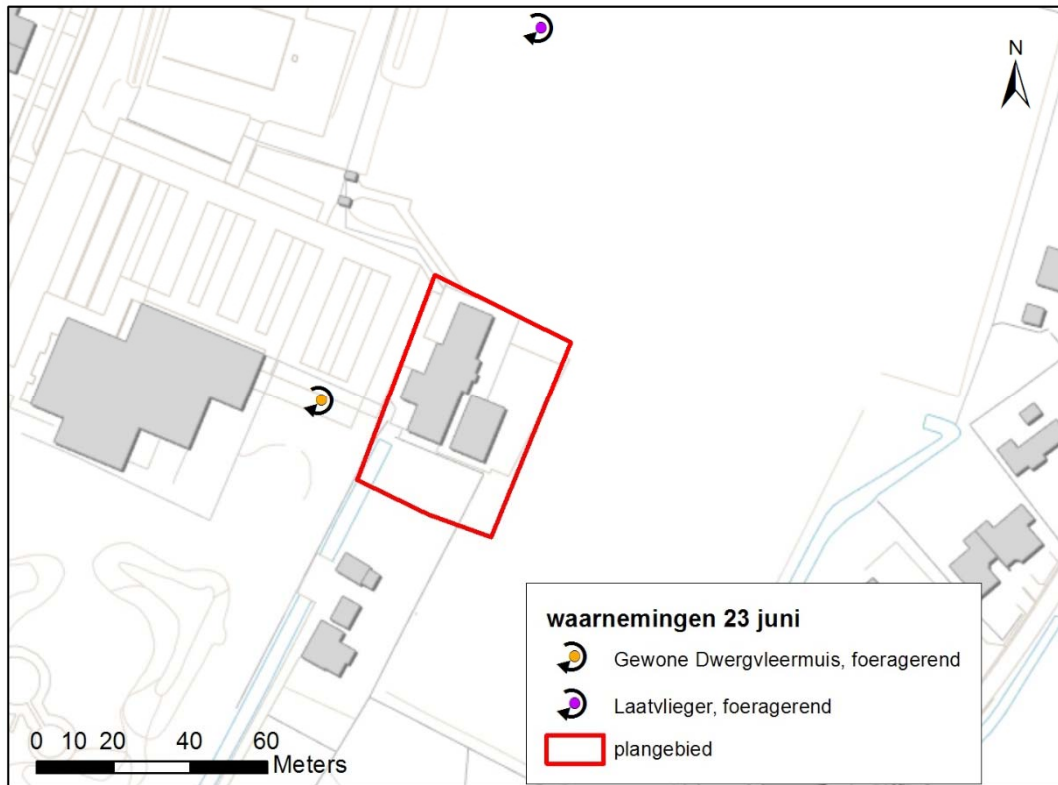 N
waarnemingen 23 juni
Gewone Dwergvleermuis, foeragerend
Laatvlieger, foeragerend
plangebied
0 10 20 40 60
Meters